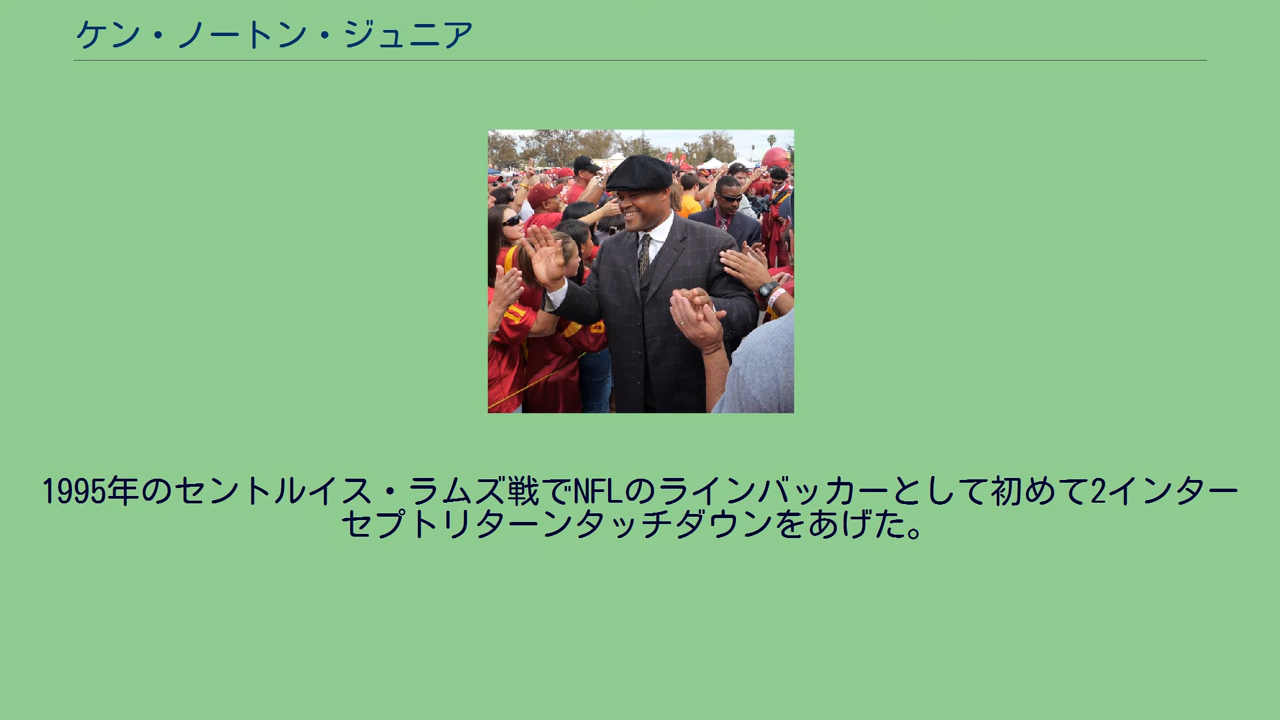 ケン・ノートン・ジュニア
1995年のセントルイス・ラムズ戦でNFLのラインバッカーとして初めて2インター
セプトリターンタッチダウンをあげた。